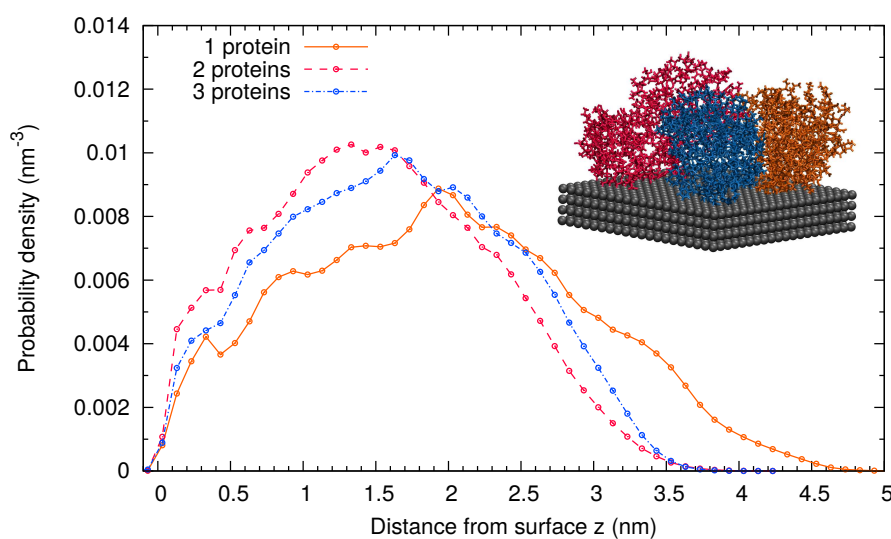 0.014
0.012
0.01
0.008
0.006
0.004
0.002
0
Probability density (nm⁻³)
1 protein
2 proteins
3 proteins
0 0.5 1 1.5 2 2.5 3 3.5 4 4.5 5
Distance from surface z (nm)